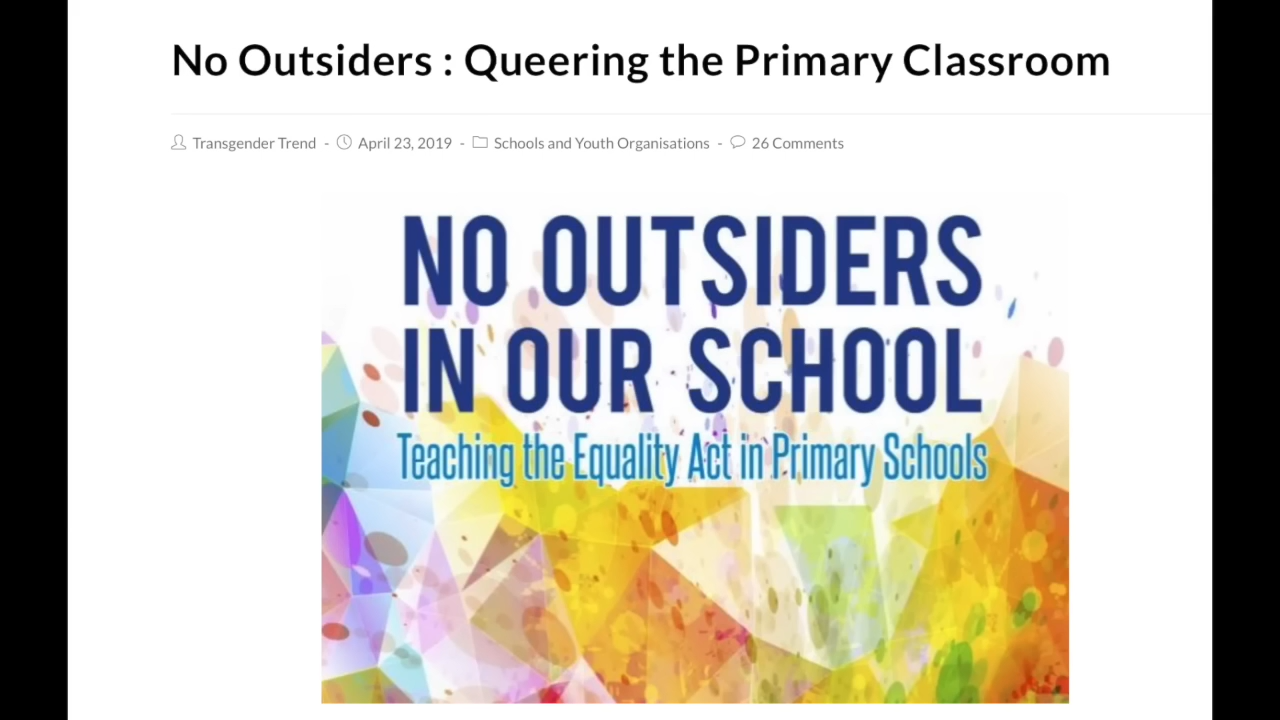 No Outsiders : Queering the Primary Classroom
Transgender Trend - April 23, 2019 - Schools and Youth Organisations - 26 Comments
NO OUTSIDERS
IN OUR SCHOOL
Teaching the Equality Act in Primary Schools